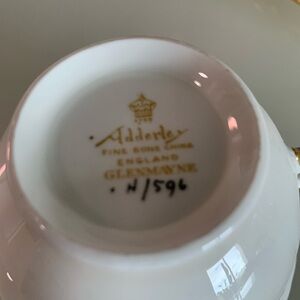 Adderley
FINE BONE CHINA
ENGLAND
GLENMAYNE
N/596